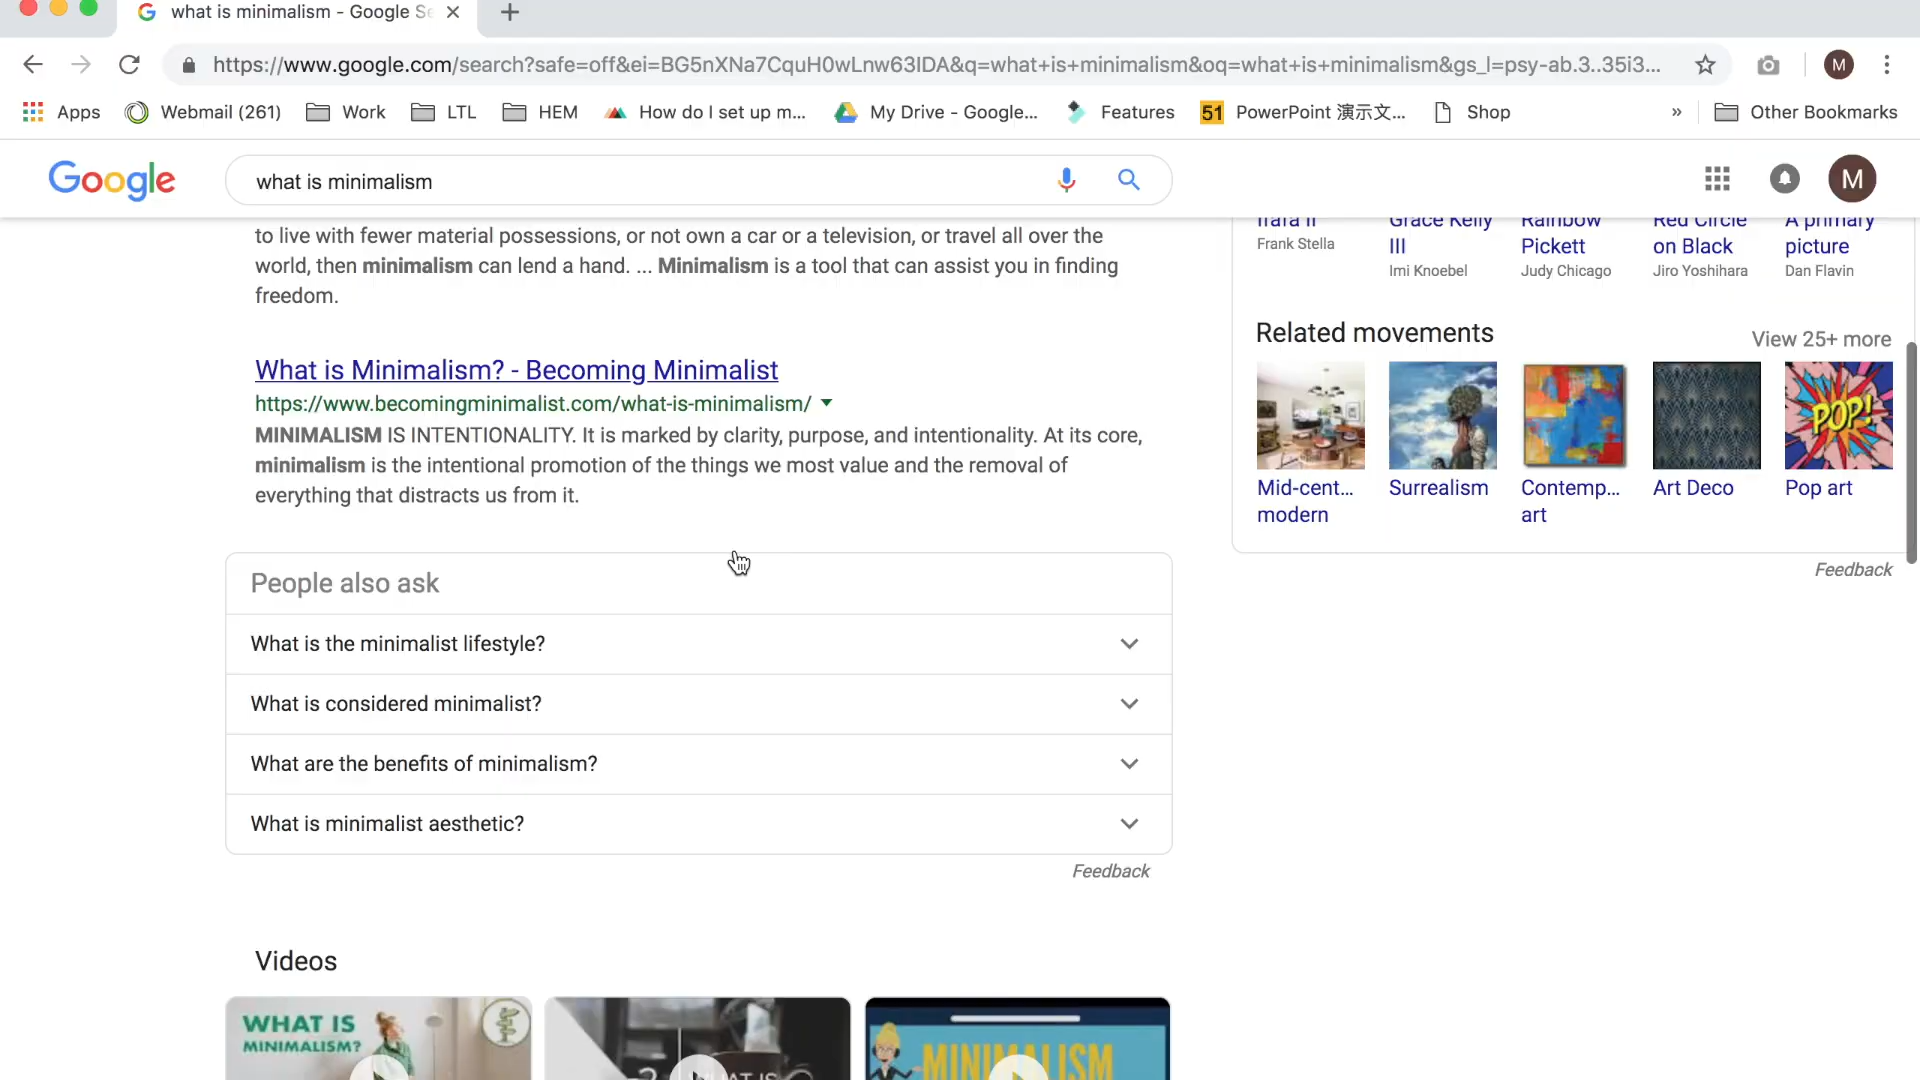 what is minimalism - Google Se
https://www.google.com/search?safe=off&ei=BG5nXNa7CquH0wLnw63IDA&q=what+is+minimalism&oq=what+is+minimalism&gs_l=psy-ab.3..35i3...
M
Apps
Webmail (261)
Work
LTL
HEM
How do I set up m...
My Drive - Google...
Features
51
PowerPoint 演示文...
Shop
»
Other Bookmarks
Google
what is minimalism
M
to live with fewer material possessions, or not own a car or a television, or travel all over the
world, then minimalism can lend a hand. ... Minimalism is a tool that can assist you in finding
freedom.
What is Minimalism? - Becoming Minimalist
https://www.becomingminimalist.com/what-is-minimalism/
MINIMALISM IS INTENTIONALITY. It is marked by clarity, purpose, and intentionality. At its core,
minimalism is the intentional promotion of the things we most value and the removal of
everything that distracts us from it.
People also ask
What is the minimalist lifestyle?
What is considered minimalist?
What are the benefits of minimalism?
What is minimalist aesthetic?
Feedback
Videos
WHAT IS
MINIMALISM?
WHAT IS
MINIMALISM
Frank Stella
Grace Kelly
III
Imi Knoebel
Rainbow
Pickett
Judy Chicago
Red Circle
on Black
Jiro Yoshihara
A primary
picture
Dan Flavin
Related movements
View 25+ more
POP!
Mid-cent...
modern
Surrealism
Contemp...
art
Art Deco
Pop art
Feedback